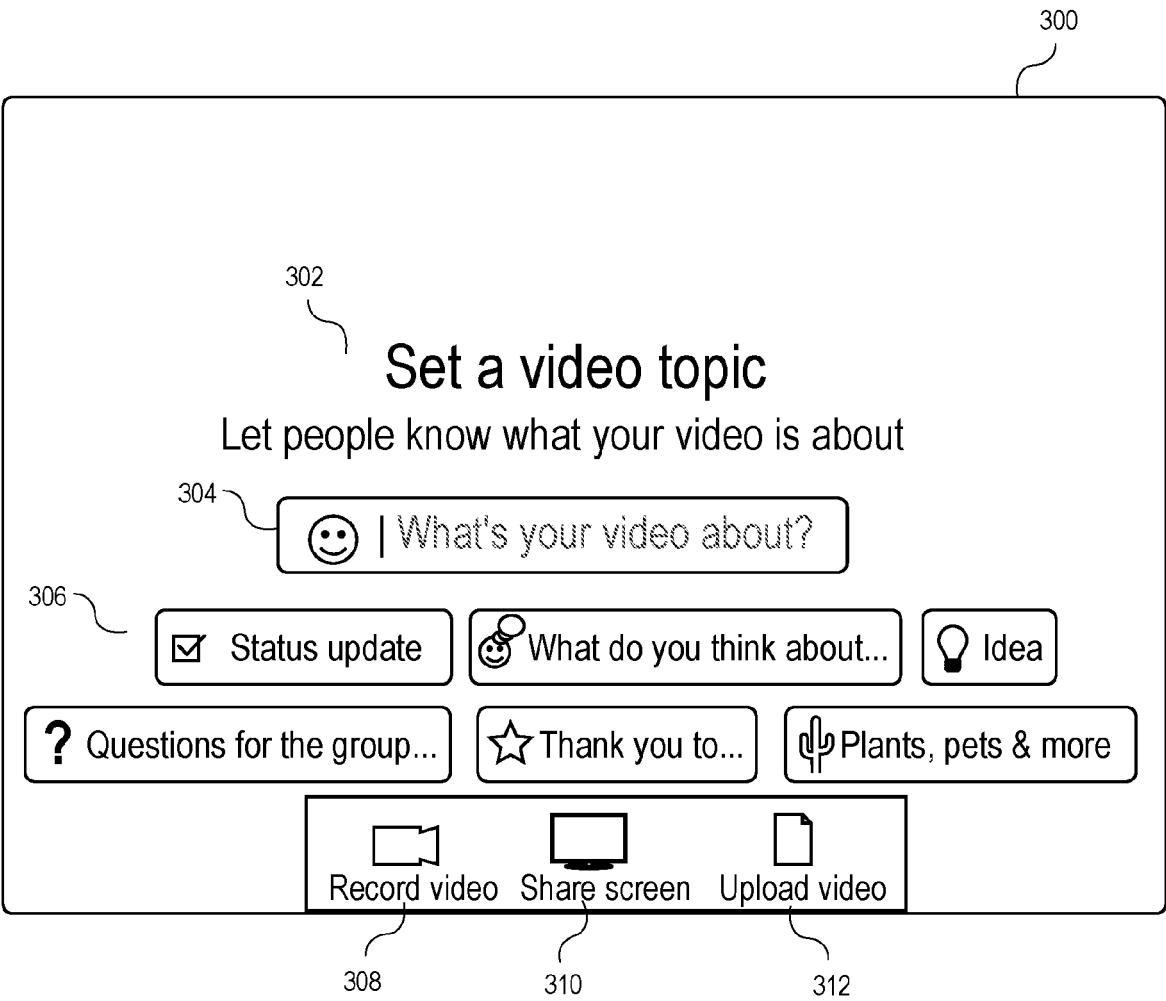 300
302
Set a video topic
Let people know what your video is about
304
What's your video about?
306
Status update
What do you think about...
Idea
? Questions for the group...
Thank you to...
Plants, pets & more
Record video
Share screen
Upload video
308
310
312